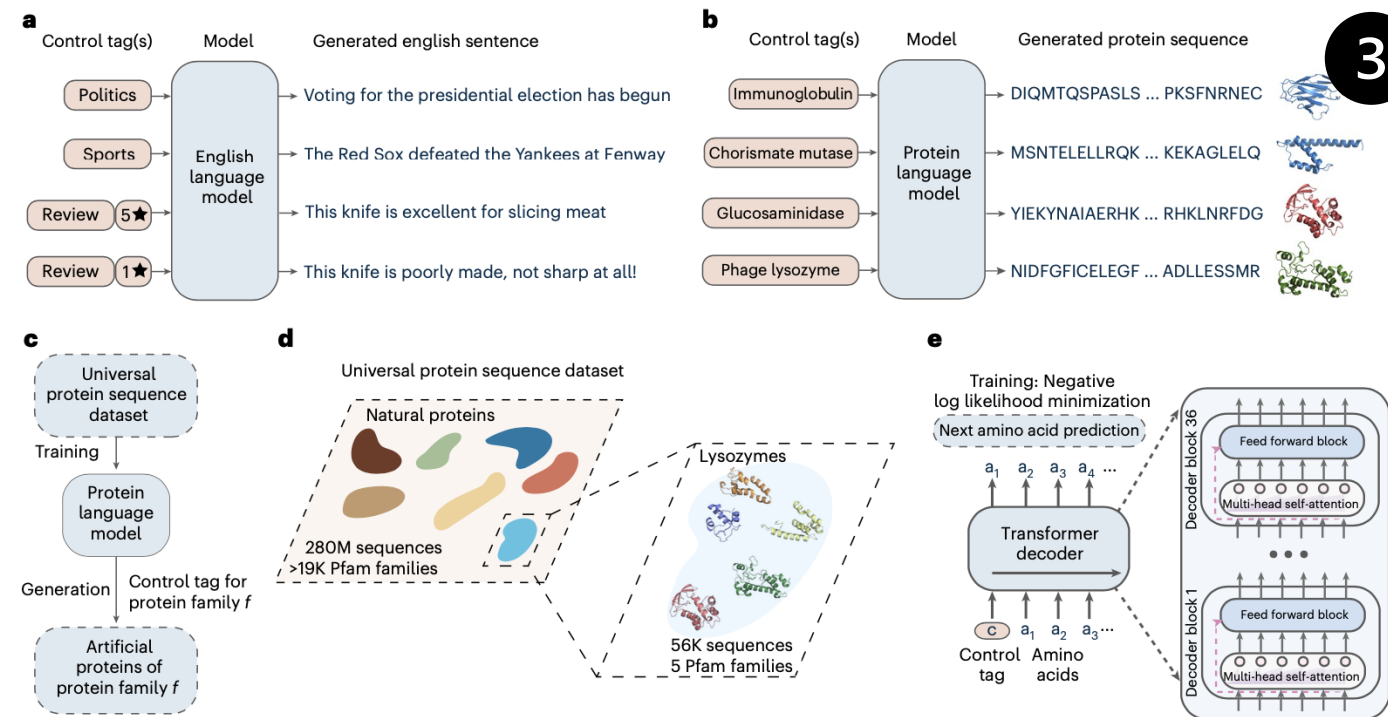 a
Control tag(s) Model Generated english sentence
Politics
Voting for the presidential election has begun
Sports
The Red Sox defeated the Yankees at Fenway
Review 5★
This knife is excellent for slicing meat
Review 1★
This knife is poorly made, not sharp at all!
English
language
model
b
Control tag(s) Model Generated protein sequence
3
Immunoglobulin
DIQMTQSPASLS ... PKSFNRNEC
Chorismate mutase
MSNTELELLRQK ... KEKAGLELQ
Glucosaminidase
YIEKYNAIAERHK ... RHKLNRFDG
Phage lysozyme
NIDFGFICELEGF ... ADLLESSMR
Protein
language
model
c
Universal
protein sequence
dataset
Training
Protein
language
model
Generation
Control tag for
protein family f
Artificial
proteins of
protein family f
d
Universal protein sequence dataset
Natural proteins
280M sequences
>19K Pfam families
Lysozymes
56K sequences
5 Pfam families
e
Training: Negative
log likelihood minimization
Next amino acid prediction
a1 a2 a3 a4 ...
Transformer
decoder
c a1 a2 a3 ...
Control
tag
Amino
acids
Decoder block 36
Feed forward block
Multi-head self-attention
Decoder block 1
Feed forward block
Multi-head self-attention